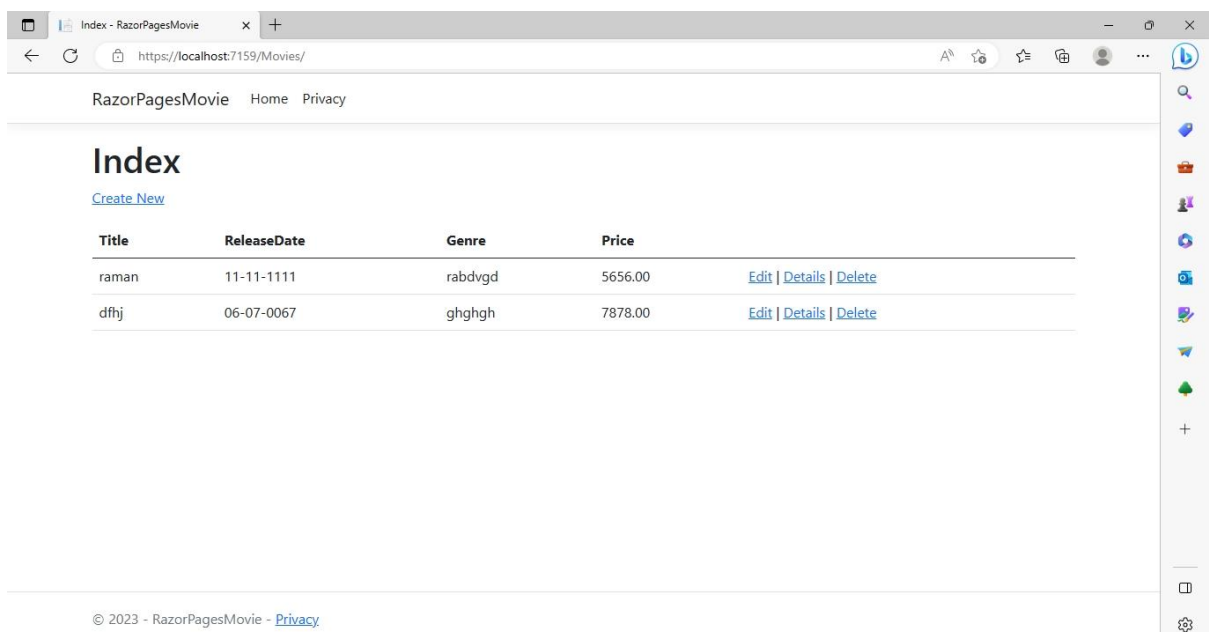 Index - RazorPagesMovie
https://localhost:7159/Movies/
RazorPagesMovie Home Privacy
Index
Create New
Title ReleaseDate Genre Price
raman 11-11-1111 rabdvgd 5656.00 Edit | Details | Delete
dfhj 06-07-0067 ghghgh 7878.00 Edit | Details | Delete
© 2023 - RazorPagesMovie - Privacy